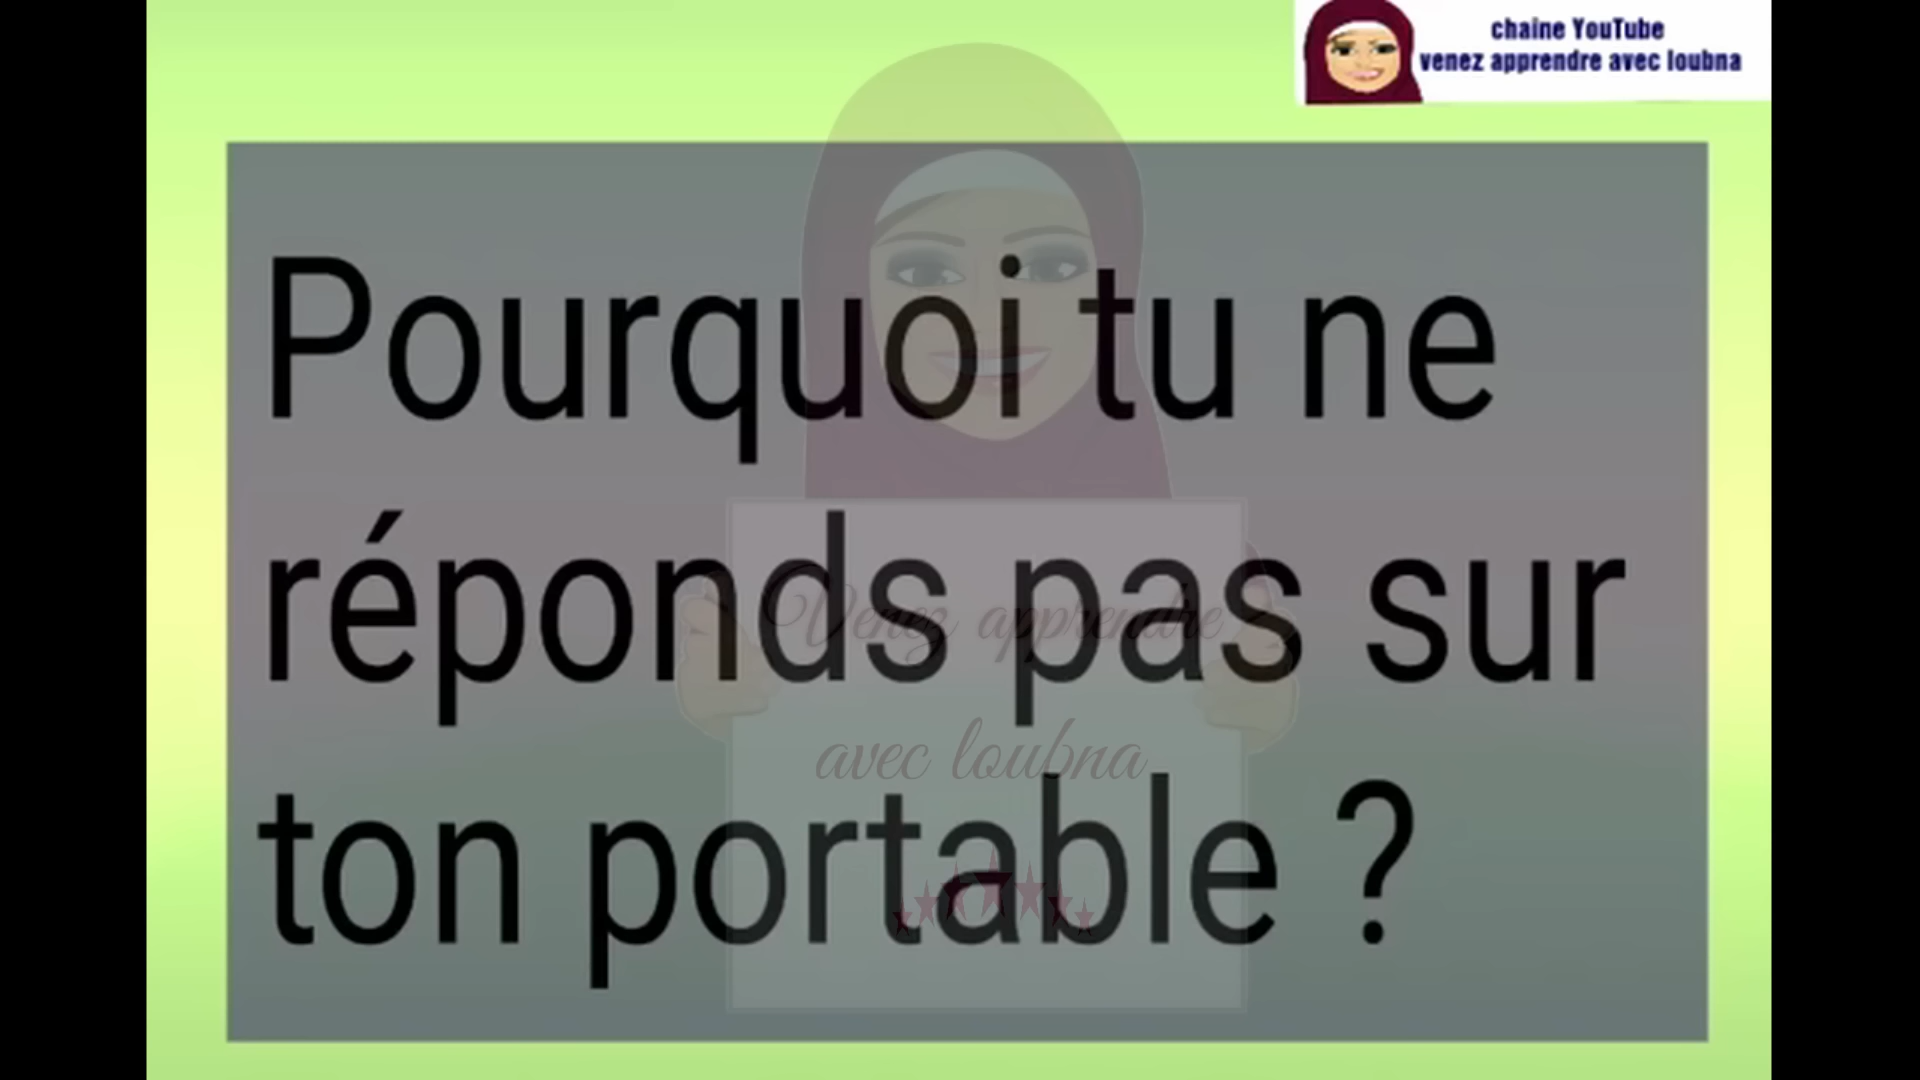 chaine YouTube
venez apprendre avec loubna
Pourquoi tu ne
réponds pas sur
ton portable ?
Venez apprendre
avec loubna